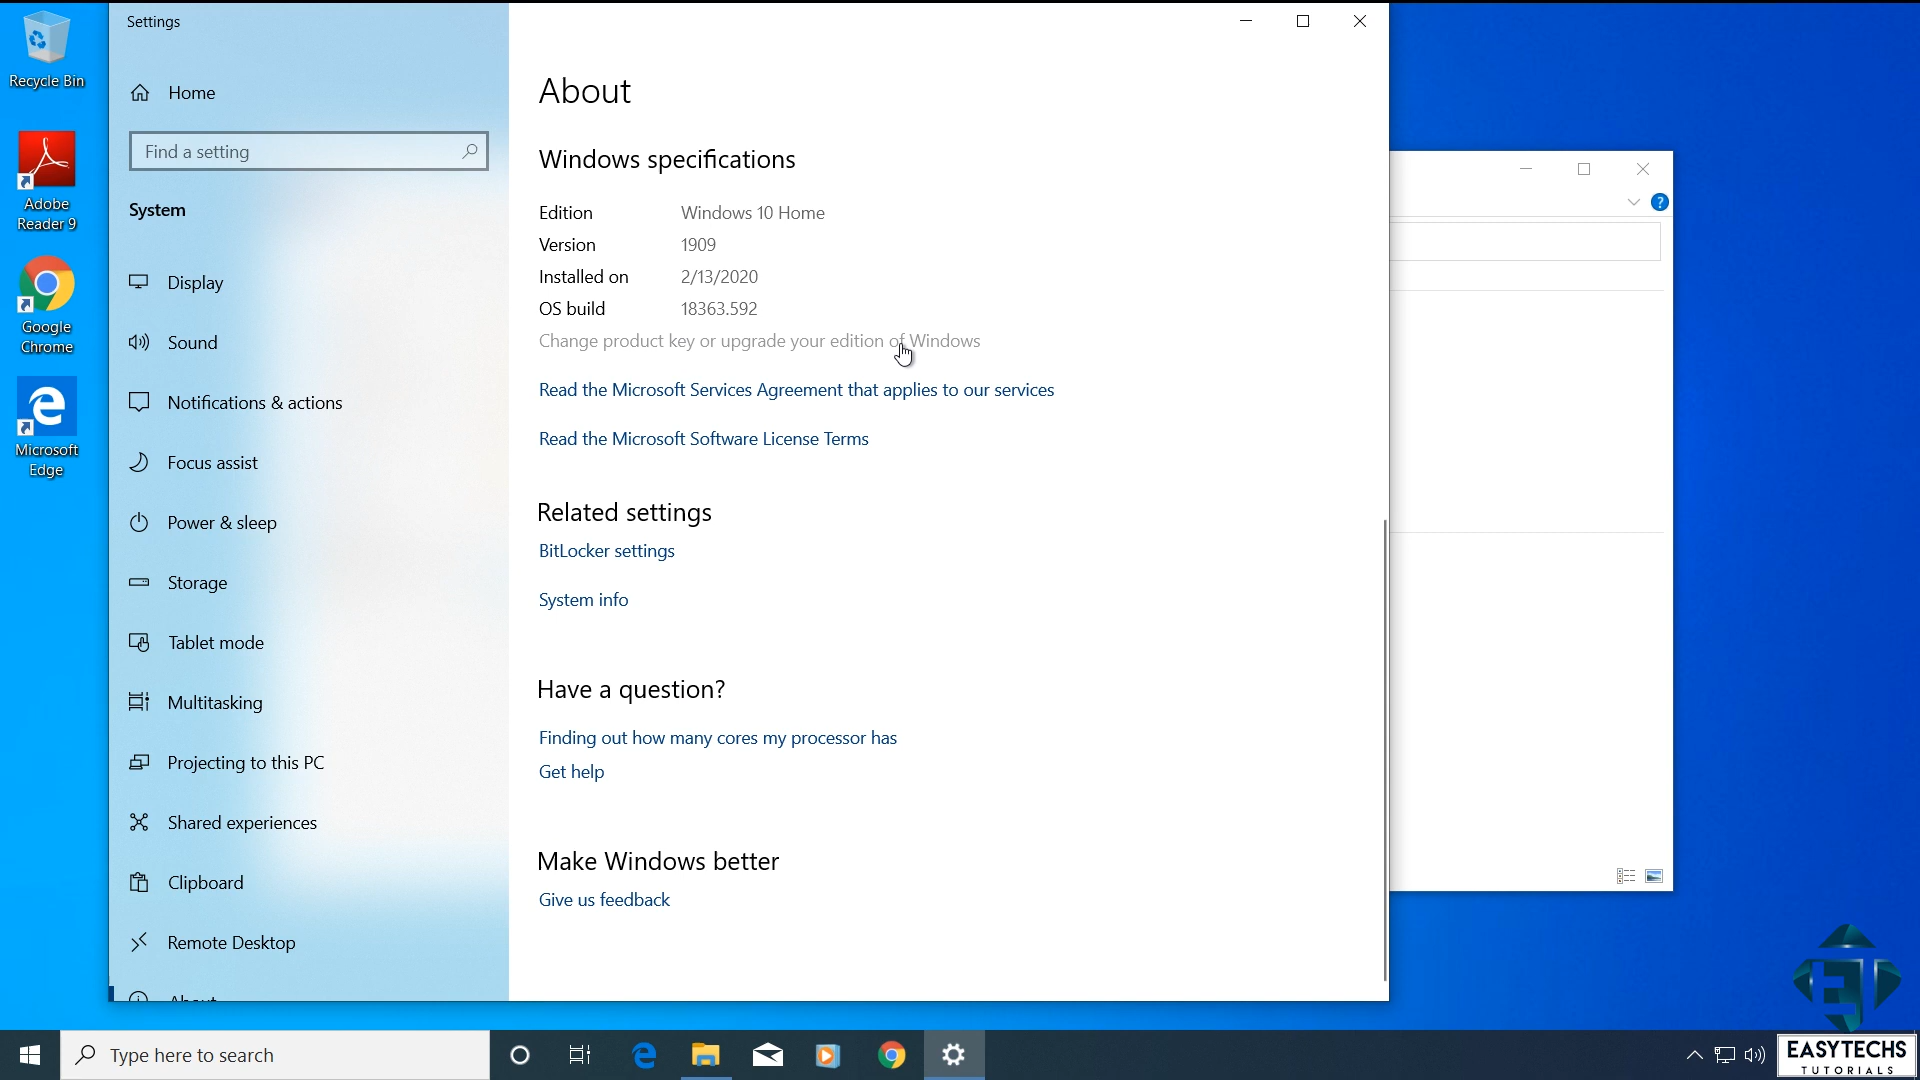 Settings
Recycle Bin
Adobe
Reader 9
Google
Chrome
Microsoft
Edge
Home
Find a setting
System
Display
Sound
Notifications & actions
Focus assist
Power & sleep
Storage
Tablet mode
Multitasking
Projecting to this PC
Shared experiences
Clipboard
Remote Desktop
About
About
Windows specifications
Edition Windows 10 Home
Version 1909
Installed on 2/13/2020
OS build 18363.592
Change product key or upgrade your edition of Windows
Read the Microsoft Services Agreement that applies to our services
Read the Microsoft Software License Terms
Related settings
BitLocker settings
System info
Have a question?
Finding out how many cores my processor has
Get help
Make Windows better
Give us feedback
?
ET
Type here to search
EASYTECHS
TUTORIALS